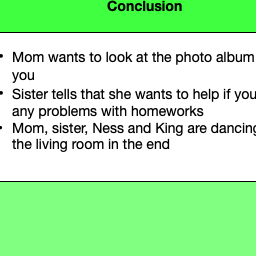 Conclusion
• Mom wants to look at the photo album
you
• Sister tells that she wants to help if you
any problems with homeworks
• Mom, sister, Ness and King are dancing
the living room in the end